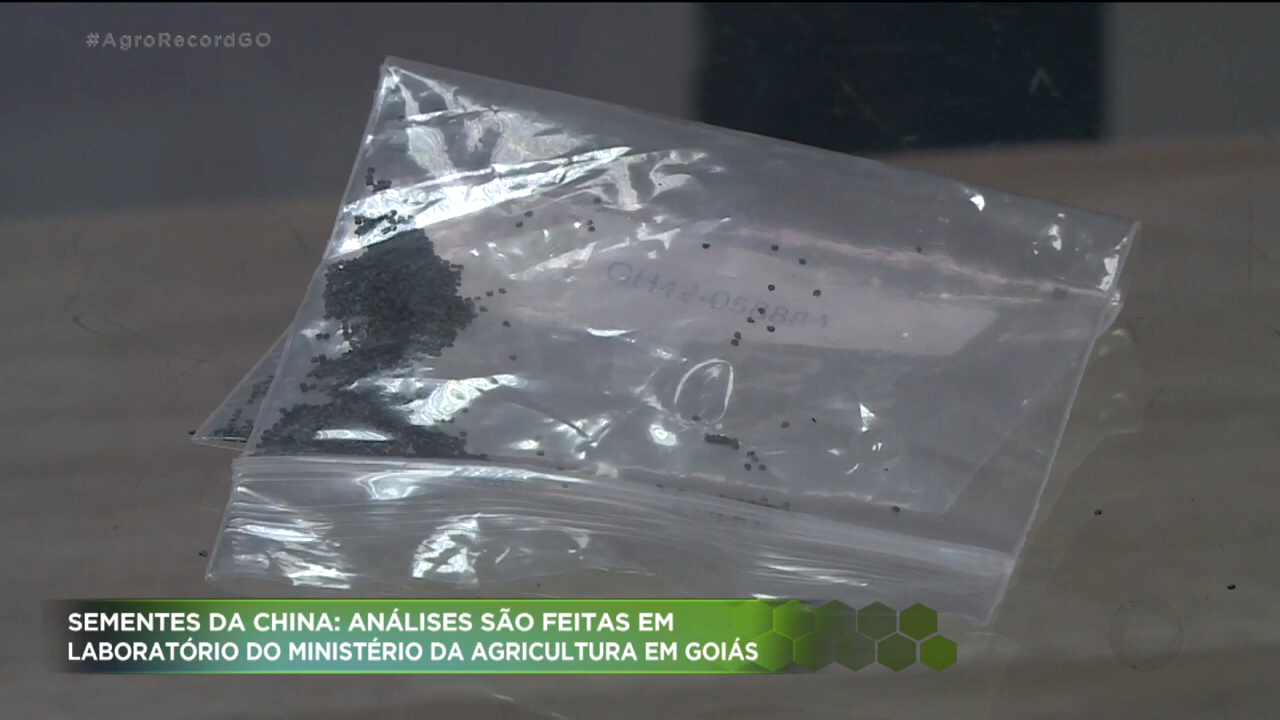 #AgroRecordGO
SEMENTES DA CHINA: ANÁLISES SÃO FEITAS EM
LABORATÓRIO DO MINISTÉRIO DA AGRICULTURA EM GOIÁS